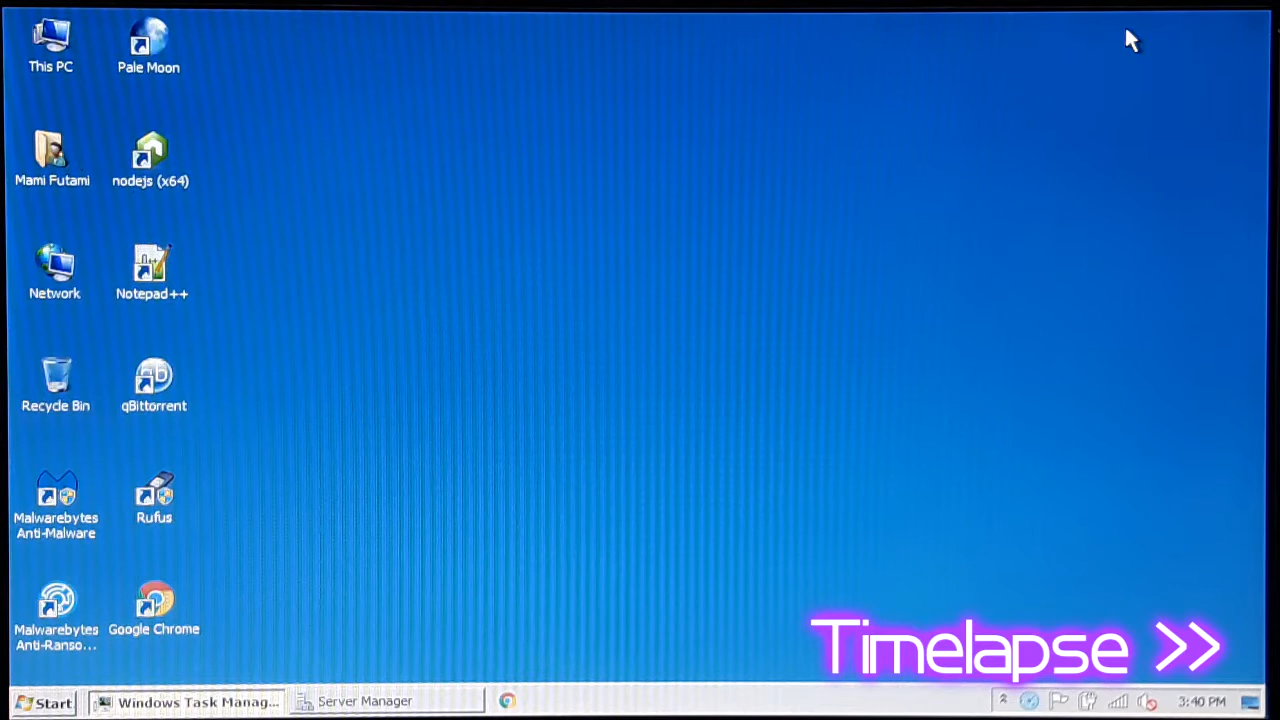 This PC
Pale Moon
Mami Futami
nodejs (x64)
Network
Notepad++
Recycle Bin
qBittorrent
Malwarebytes
Anti-Malware
Rufus
Malwarebytes
Anti-Ranso...
Google Chrome
Timelapse >>
Start
Windows Task Manag...
Server Manager
3:40 PM